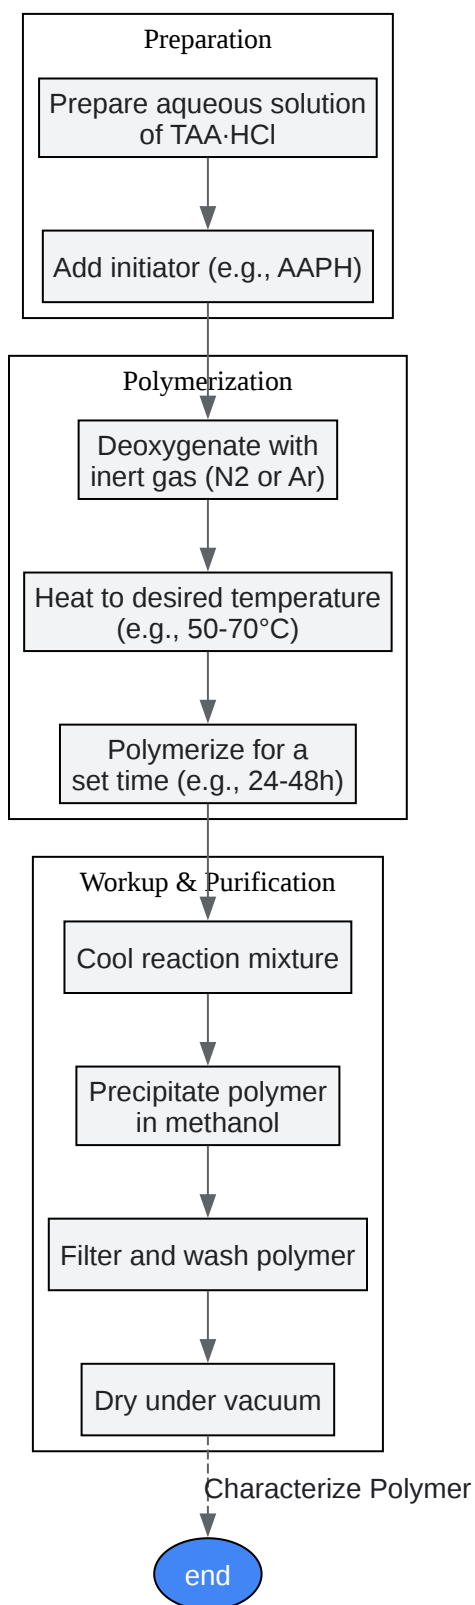 Preparation
Prepare aqueous solution
of TAA·HCl
Add initiator (e.g., AAPH)
Polymerization
Deoxygenate with
inert gas (N2 or Ar)
Heat to desired temperature
(e.g., 50-70°C)
Polymerize for a
set time (e.g., 24-48h)
Workup & Purification
Cool reaction mixture
Precipitate polymer
in methanol
Filter and wash polymer
Dry under vacuum
Characterize Polymer
end